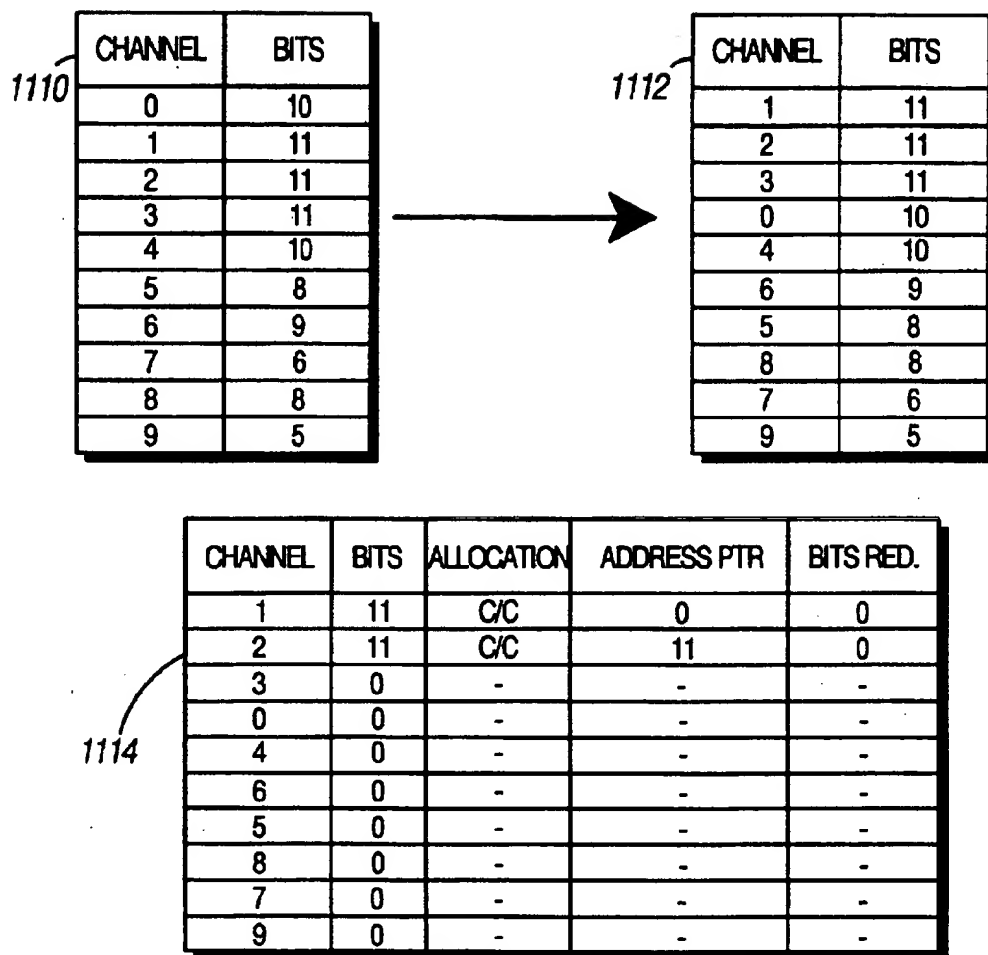 CHANNEL BITS
1110
0 10
1 11
2 11
3 11
4 10
5 8
6 9
7 6
8 8
9 5
CHANNEL BITS
1112
1 11
2 11
3 11
0 10
4 10
6 9
5 8
8 8
7 6
9 5
CHANNEL BITS ALLOCATION ADDRESS PTR BITS RED.
1 11 C/C 0 0
2 11 C/C 11 0
3 0 - - -
0 0 - - -
4 0 - - -
6 0 - - -
5 0 - - -
8 0 - - -
7 0 - - -
9 0 - - -
1114